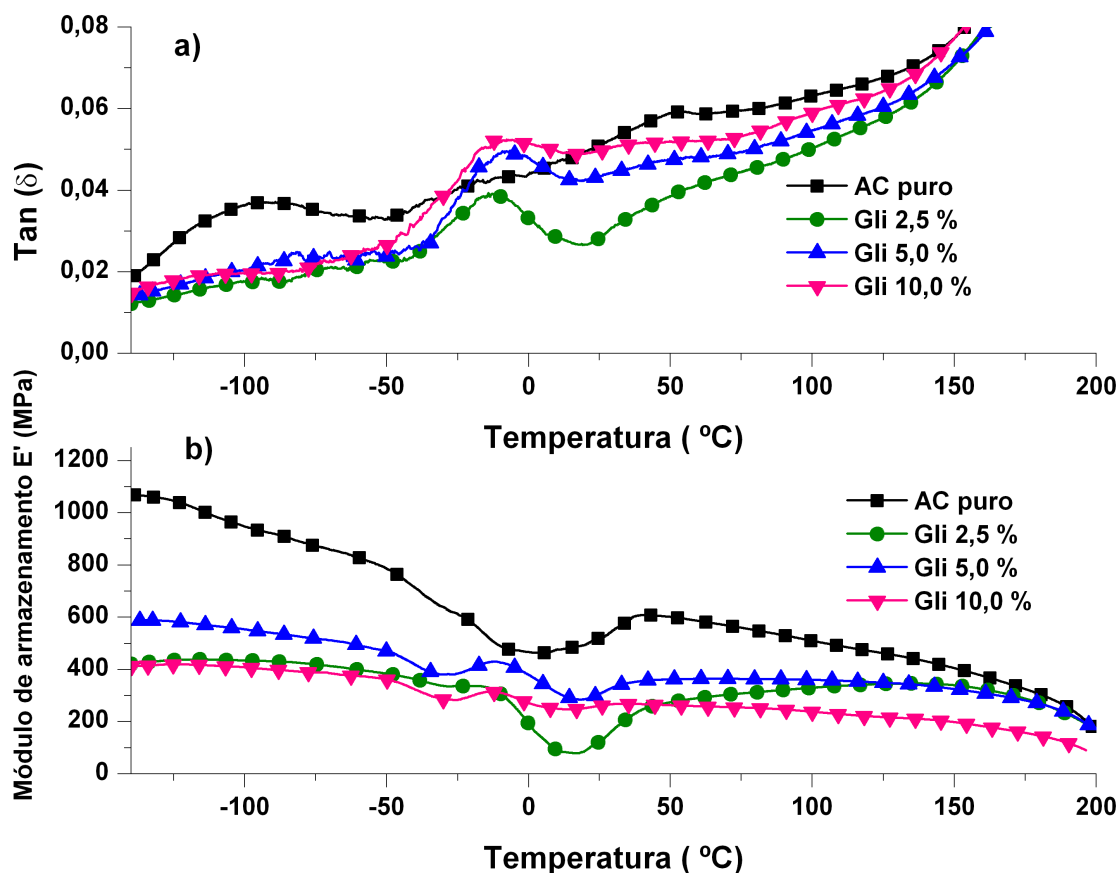 a)
Tan (δ)
0,08
0,06
0,04
0,02
0,00
AC puro
Gli 2,5 %
Gli 5,0 %
Gli 10,0 %
-100
-50
0
50
100
150
200
Temperatura ( ºC)
b)
Módulo de armazenamento E' (MPa)
1200
1000
800
600
400
200
0
AC puro
Gli 2,5 %
Gli 5,0 %
Gli 10,0 %
-100
-50
0
50
100
150
200
Temperatura ( ºC)